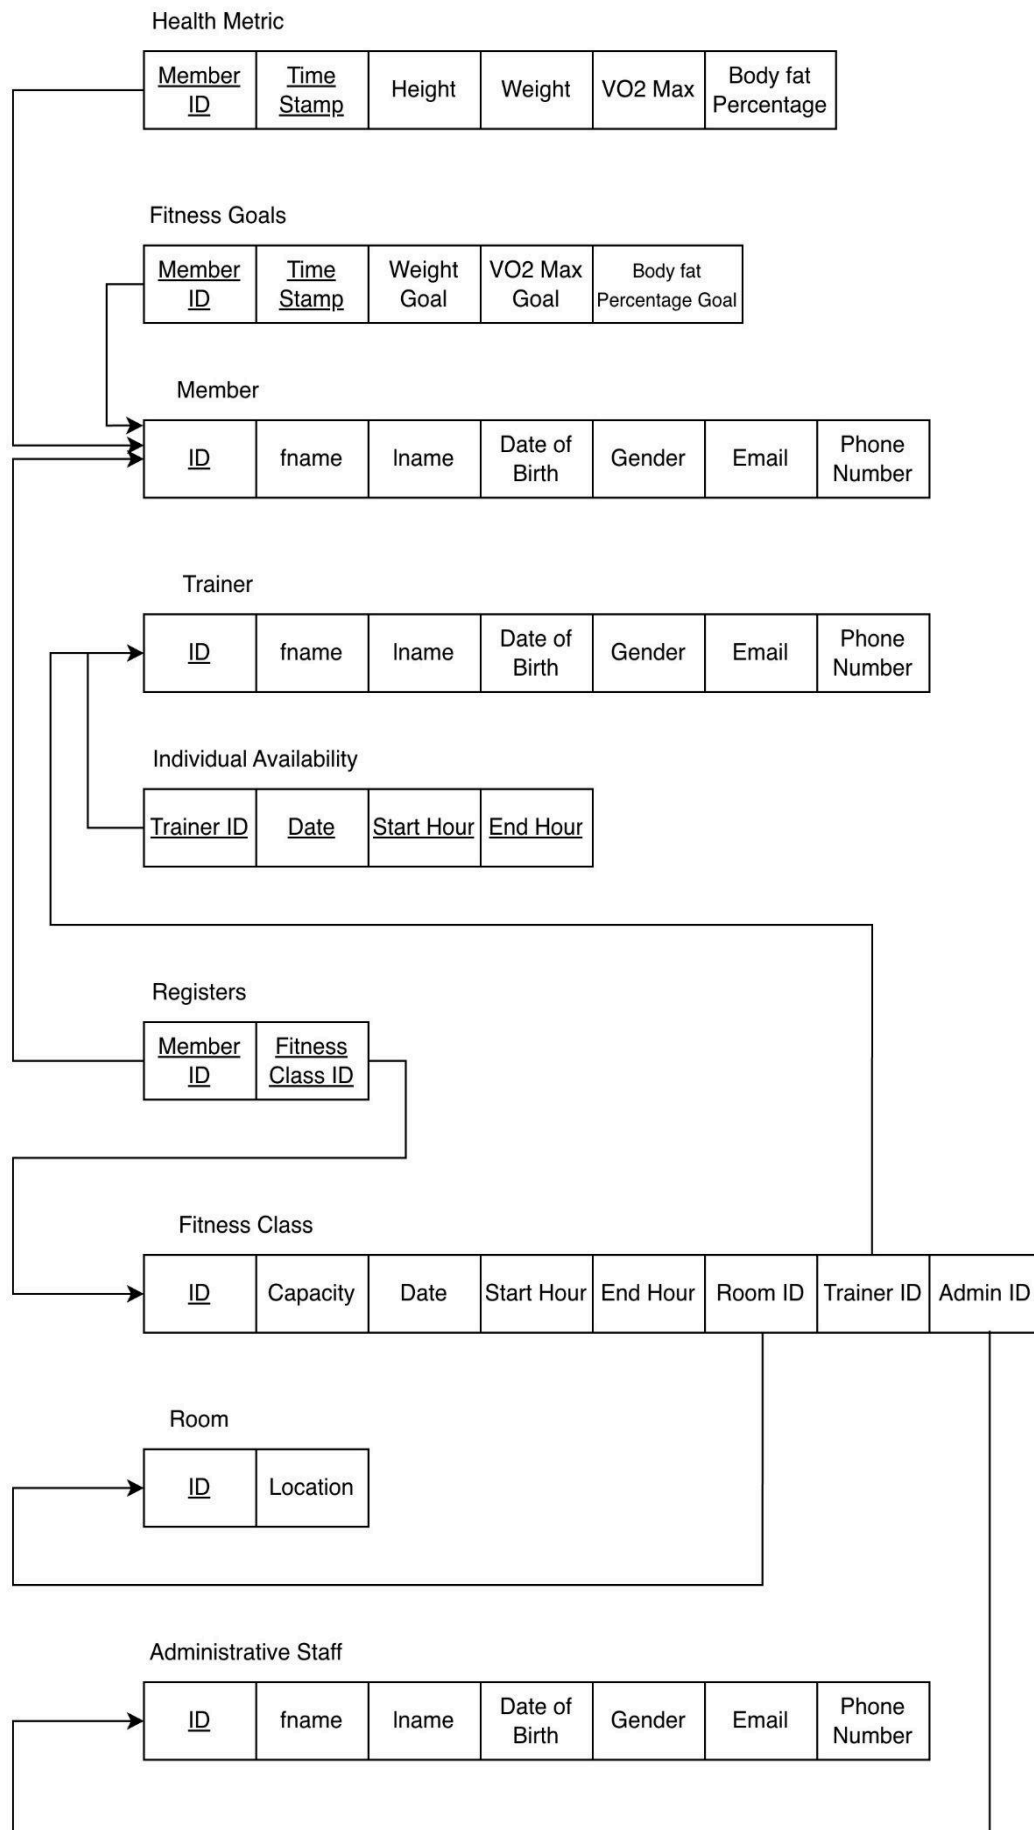 Health Metric
Member ID
Time Stamp
Height
Weight
VO2 Max
Body fat Percentage
Fitness Goals
Member ID
Time Stamp
Weight Goal
VO2 Max Goal
Body fat Percentage Goal
Member
ID
fname
lname
Date of Birth
Gender
Email
Phone Number
Trainer
ID
fname
lname
Date of Birth
Gender
Email
Phone Number
Individual Availability
Trainer ID
Date
Start Hour
End Hour
Registers
Member ID
Fitness Class ID
Fitness Class
ID
Capacity
Date
Start Hour
End Hour
Room ID
Trainer ID
Admin ID
Room
ID
Location
Administrative Staff
ID
fname
lname
Date of Birth
Gender
Email
Phone Number